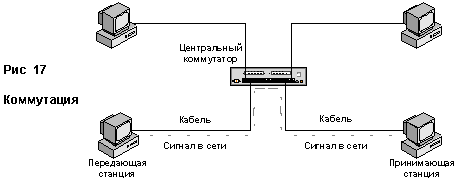 Центральный
коммутатор
Рис 17
Коммутация
Кабель
Кабель
Сигнал в сети
Сигнал в сети
Передающая
станция
Принимающая
станция